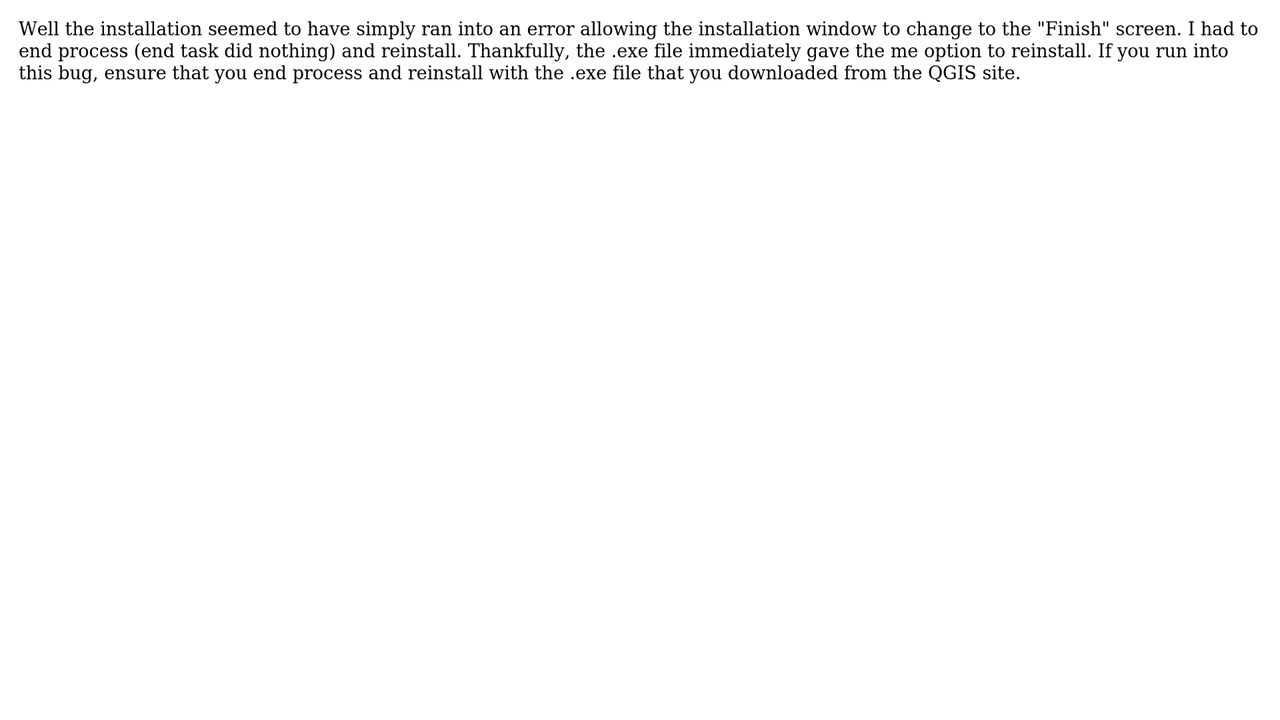 Well the installation seemed to have simply ran into an error allowing the installation window to change to the "Finish" screen. I had to
end process (end task did nothing) and reinstall. Thankfully, the .exe file immediately gave the me option to reinstall. If you run into
this bug, ensure that you end process and reinstall with the .exe file that you downloaded from the QGIS site.